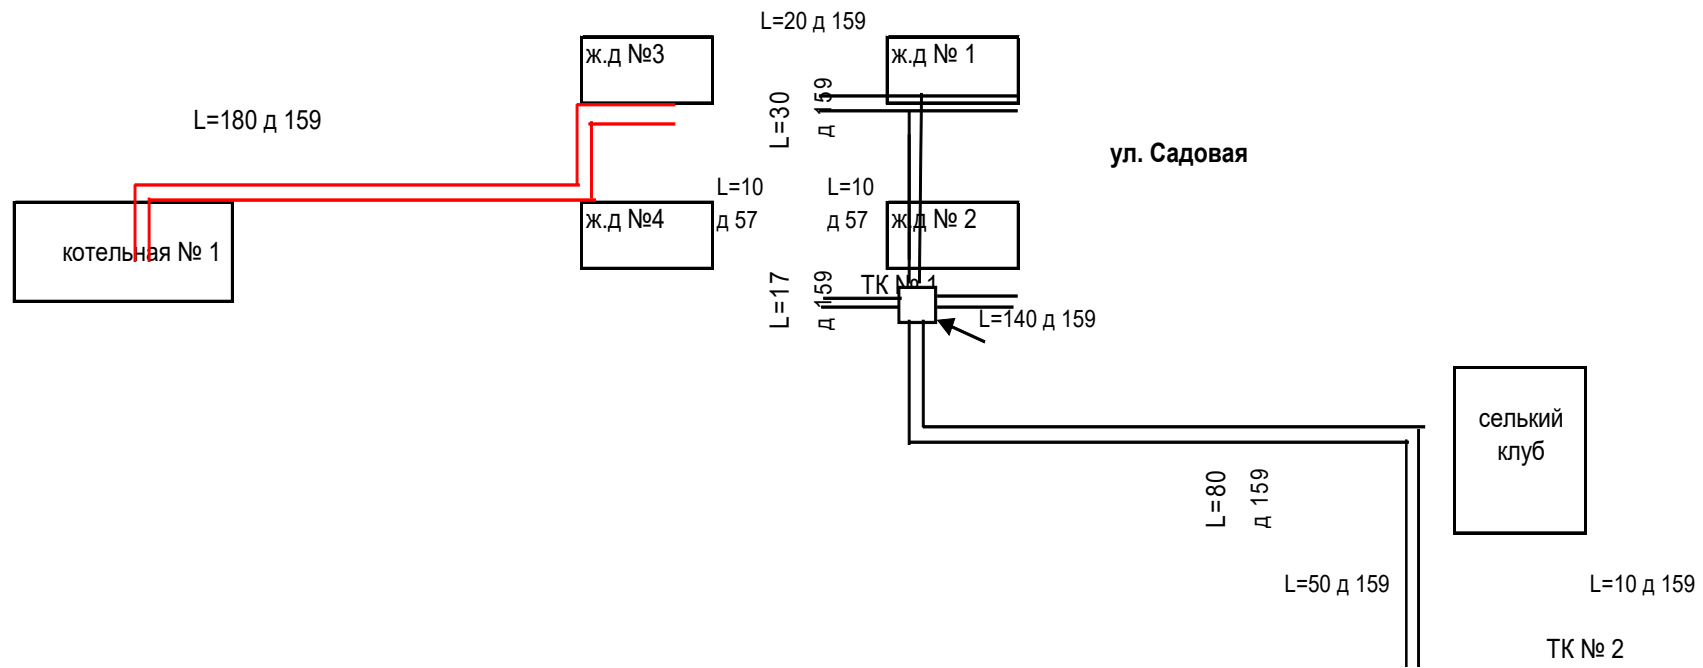 L=20 д 159
ж.д №3
ж.д № 1
L=180 д 159
L=30
д 159
ул. Садовая
L=10
д 57
L=10
д 57
ж.д №4
ж.д № 2
котельная № 1
L=17
д 159
ТК № 1
L=140 д 159
селький
клуб
L=80
д 159
L=50 д 159
L=10 д 159
ТК № 2